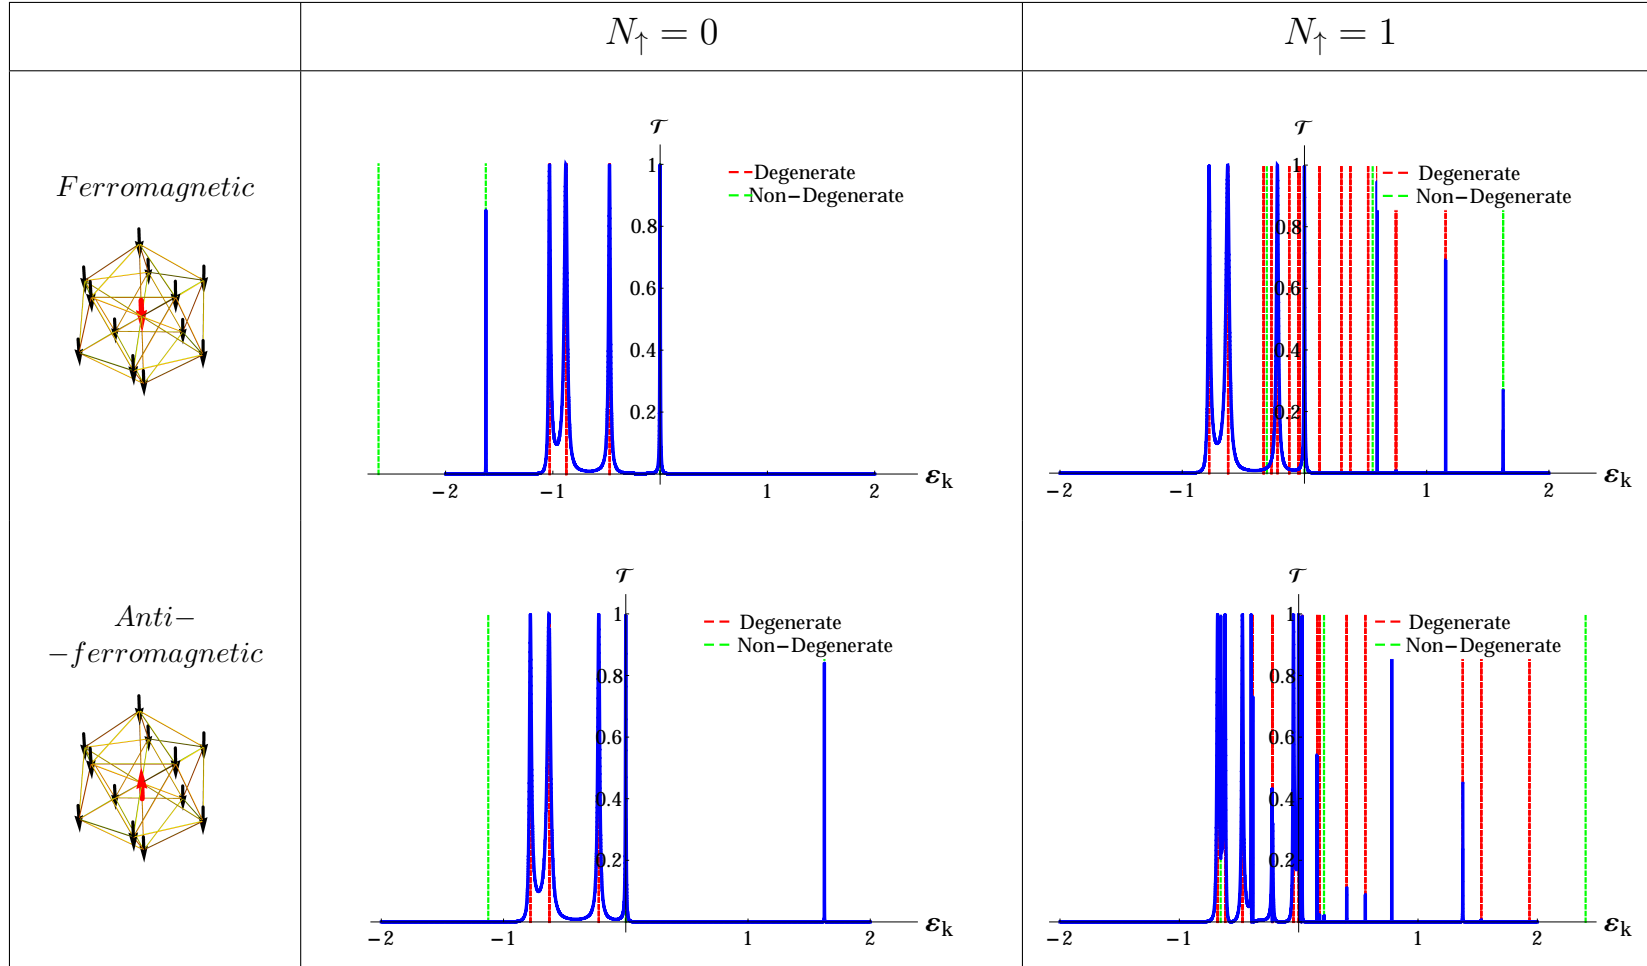 N↑ = 0
N↑ = 1
Ferromagnetic
𝒯
1
0.8
0.6
0.4
0.2
−2
−1
1
2
εk
Degenerate
Non−Degenerate
𝒯
1
0.8
0.6
0.4
0.2
−2
−1
1
2
εk
Degenerate
Non−Degenerate
Anti−
−ferromagnetic
𝒯
1
0.8
0.6
0.4
0.2
−2
−1
1
2
εk
Degenerate
Non−Degenerate
𝒯
1
0.8
0.6
0.4
0.2
−2
−1
1
2
εk
Degenerate
Non−Degenerate